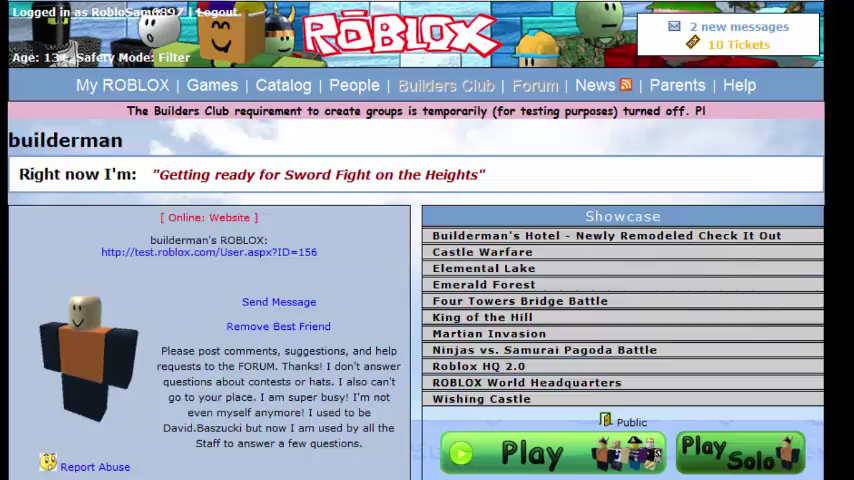 Logged in as RobloSam6897 | Logout
ROBLOX
2 new messages
10 Tickets
Age: 13+, Safety Mode: Filter
My ROBLOX | Games | Catalog | People | Builders Club | Forum | News | Parents | Help
The Builders Club requirement to create groups is temporarily (for testing purposes) turned off. Pl
builderman
Right now I'm: "Getting ready for Sword Fight on the Heights"
[ Online: Website ]
builderman's ROBLOX:
http://test.roblox.com/User.aspx?ID=156
Send Message
Remove Best Friend
Please post comments, suggestions, and help
requests to the FORUM. Thanks! I don't answer
questions about contests or hats. I also can't
go to your place. I am super busy! I'm not
even myself anymore! I used to be
David.Baszucki but now I am used by all the
Staff to answer a few questions.
Report Abuse
Showcase
Builderman's Hotel - Newly Remodeled Check It Out
Castle Warfare
Elemental Lake
Emerald Forest
Four Towers Bridge Battle
King of the Hill
Martian Invasion
Ninjas vs. Samurai Pagoda Battle
Roblox HQ 2.0
ROBLOX World Headquarters
Wishing Castle
Public
Play
Play Solo